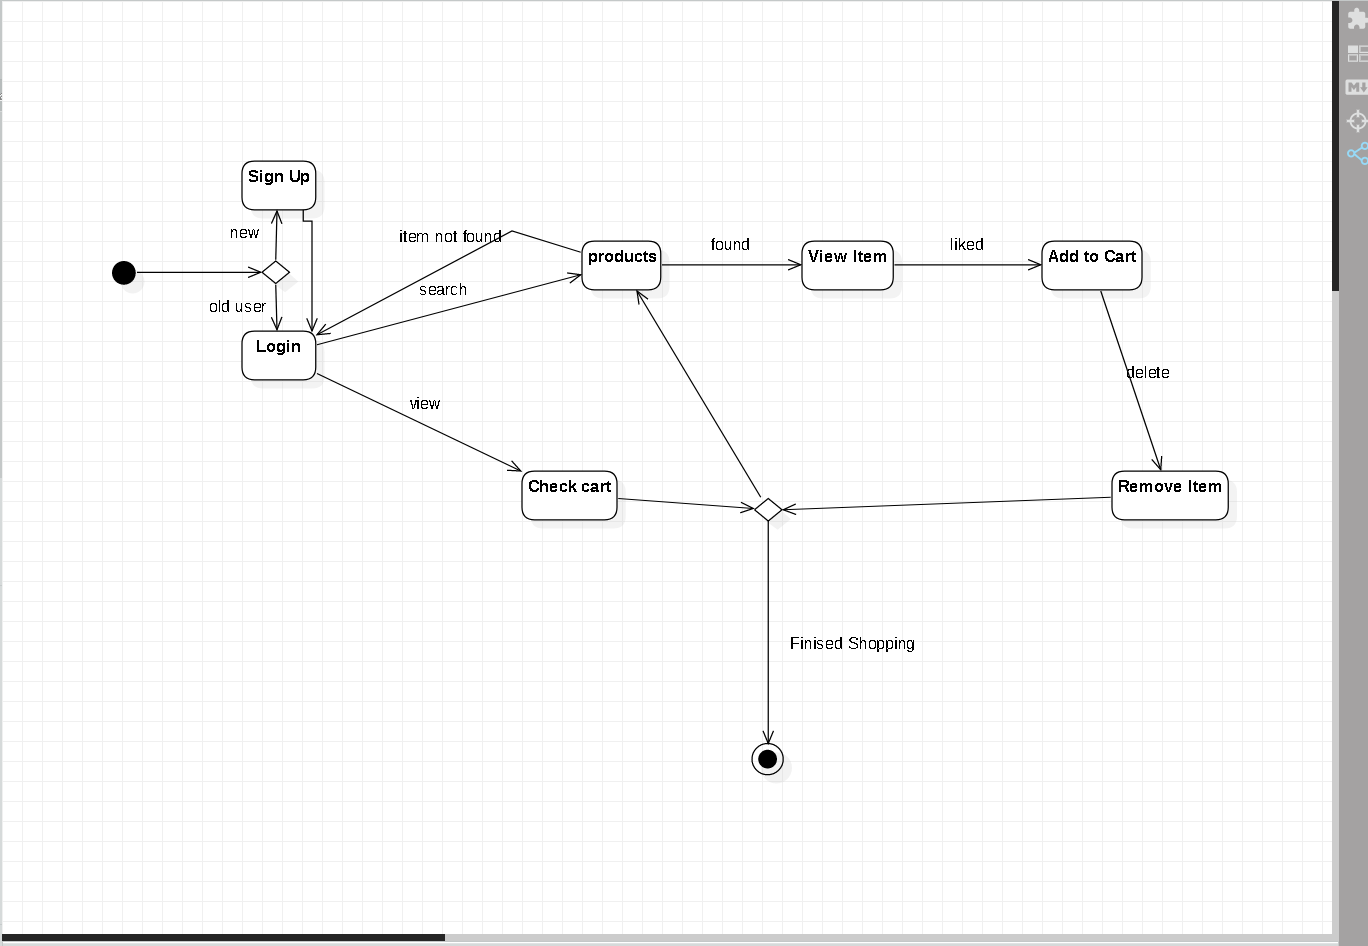 Sign Up
new
item not found
found
liked
products
View Item
Add to Cart
search
old user
Login
view
delete
Check cart
Remove Item
Finised Shopping
M